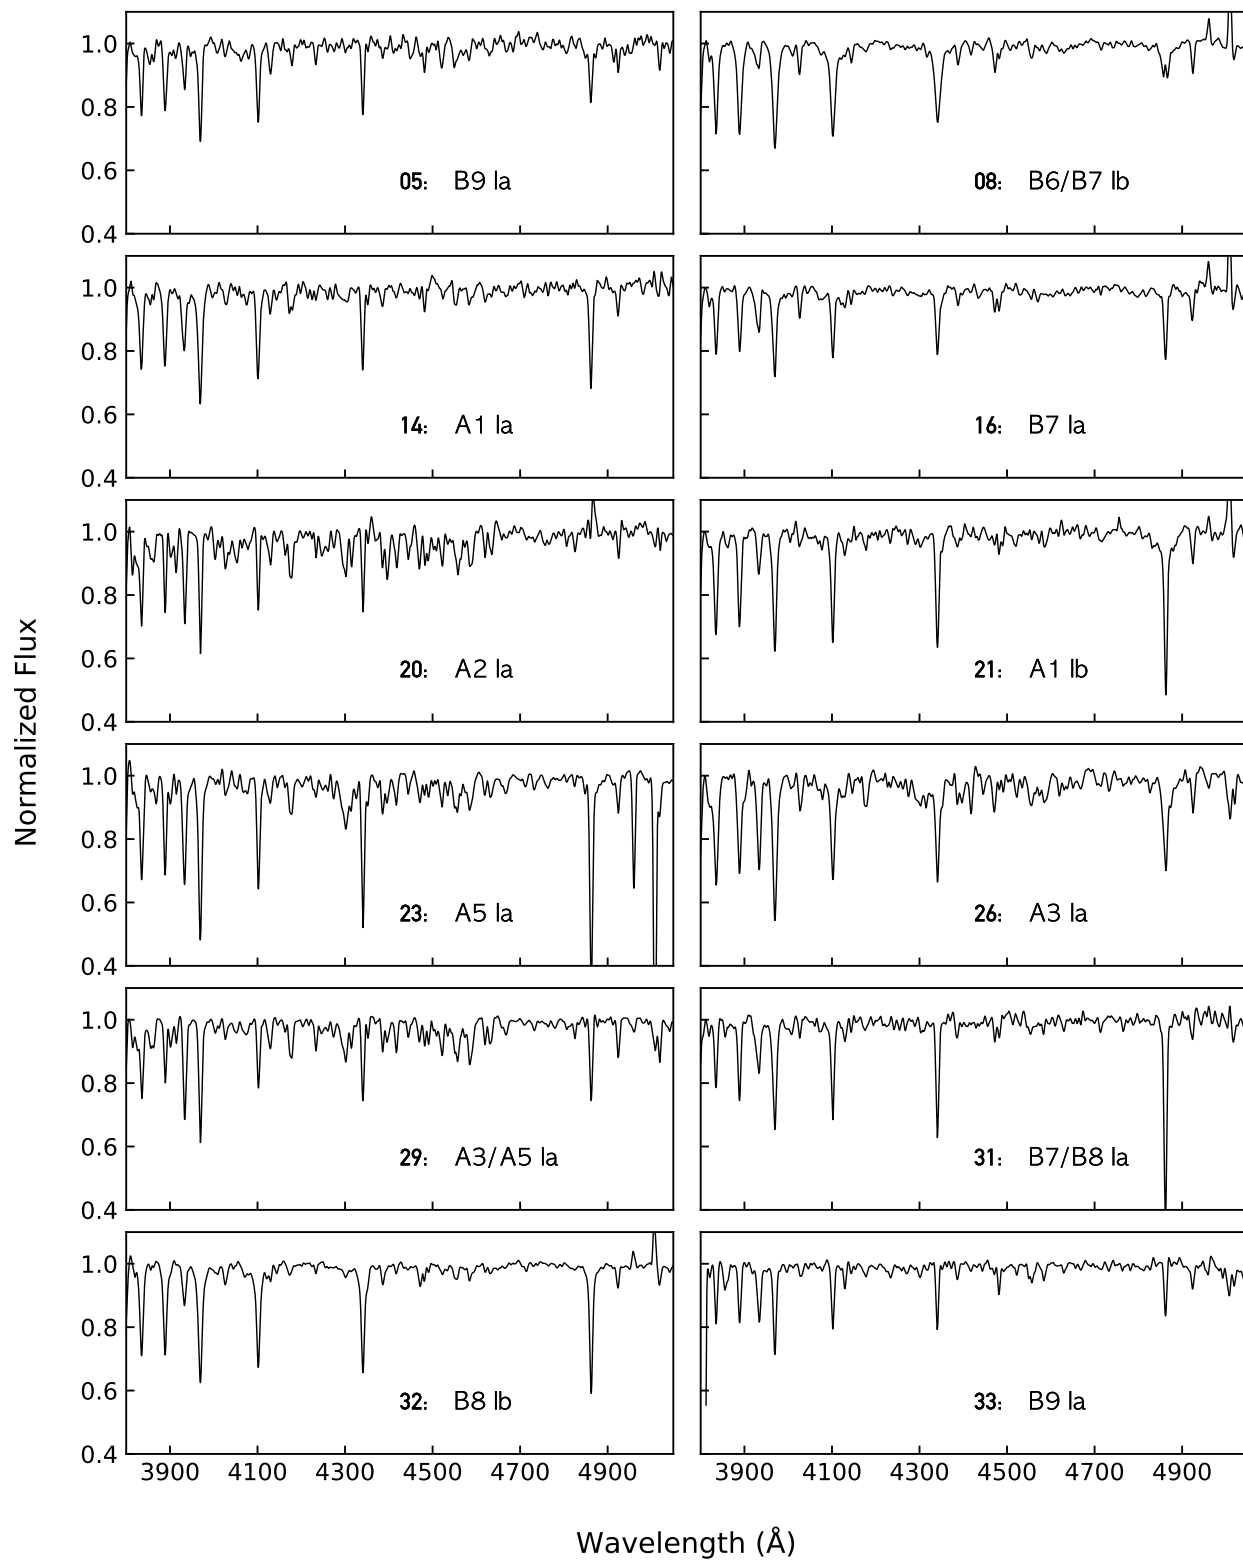 1.0
0.8
0.6
0.4
05: B9 Ia
08: B6/B7 Ib
1.0
0.8
0.6
0.4
14: A1 Ia
16: B7 Ia
1.0
0.8
0.6
0.4
20: A2 Ia
21: A1 Ib
1.0
0.8
0.6
0.4
23: A5 Ia
26: A3 Ia
1.0
0.8
0.6
0.4
29: A3/A5 Ia
31: B7/B8 Ia
1.0
0.8
0.6
0.4
32: B8 Ib
33: B9 Ia
3900 4100 4300 4500 4700 4900
3900 4100 4300 4500 4700 4900
Normalized Flux
Wavelength (Å)